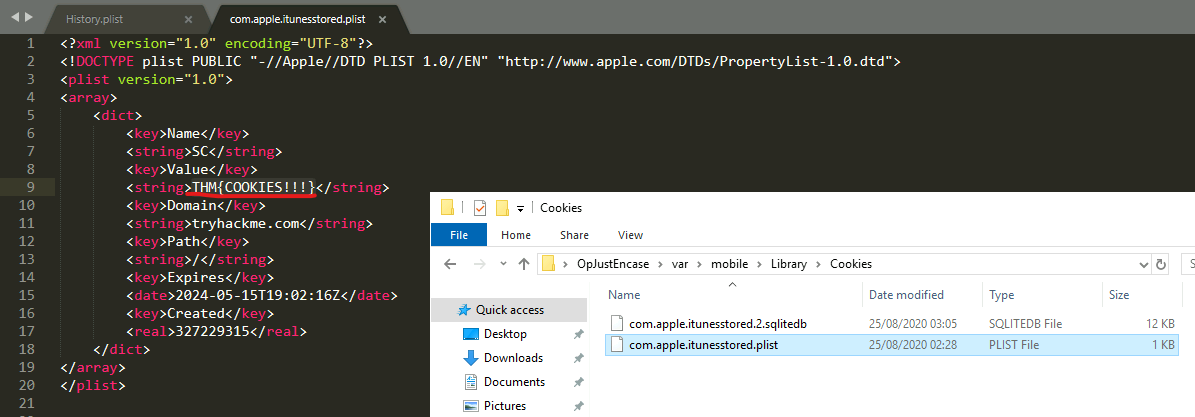 History.plist
com.apple.itunesstored.plist
1 <?xml version="1.0" encoding="UTF-8"?>
2 <!DOCTYPE plist PUBLIC "-//Apple//DTD PLIST 1.0//EN" "http://www.apple.com/DTDs/PropertyList-1.0.dtd">
3 <plist version="1.0">
4 <array>
5 <dict>
6 <key>Name</key>
7 <string>SC</string>
8 <key>Value</key>
9 <string>THM{COOKIES!!!}</string>
10 <key>Domain</key>
11 <string>tryhackme.com</string>
12 <key>Path</key>
13 <string>/</string>
14 <key>Expires</key>
15 <date>2024-05-15T19:02:16Z</date>
16 <key>Created</key>
17 <real>327229315</real>
18 </dict>
19 </array>
20 </plist>
21
Cookies
File Home Share View
OpJustEncase > var > mobile > Library > Cookies
Quick access
Desktop
Downloads
Documents
Pictures
Name Date modified Type Size
com.apple.itunesstored.2.sqlitedb 25/08/2020 03:05 SQLITEDB File 12 KB
com.apple.itunesstored.plist 25/08/2020 02:28 PLIST File 1 KB